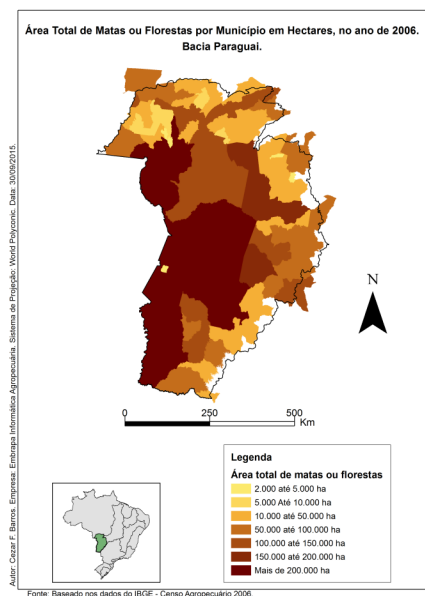 Área Total de Matas ou Florestas por Município em Hectares, no ano de 2006.
Bacia Paraguai.
Autor: Cezar F. Barros. Empresa: Embrapa Informática Agropecuária. Sistema de Projeção: World Polyconic. Data: 30/09/2015.
N
0 250 500
Km
Legenda
Área total de matas ou florestas
2.000 até 5.000 ha
5.000 Até 10.000 ha
10.000 até 50.000 ha
50.000 até 100.000 ha
100.000 até 150.000 ha
150.000 até 200.000 ha
Mais de 200.000 ha
Fonte: Baseado nos dados do IBGE - Censo Agropecuário 2006